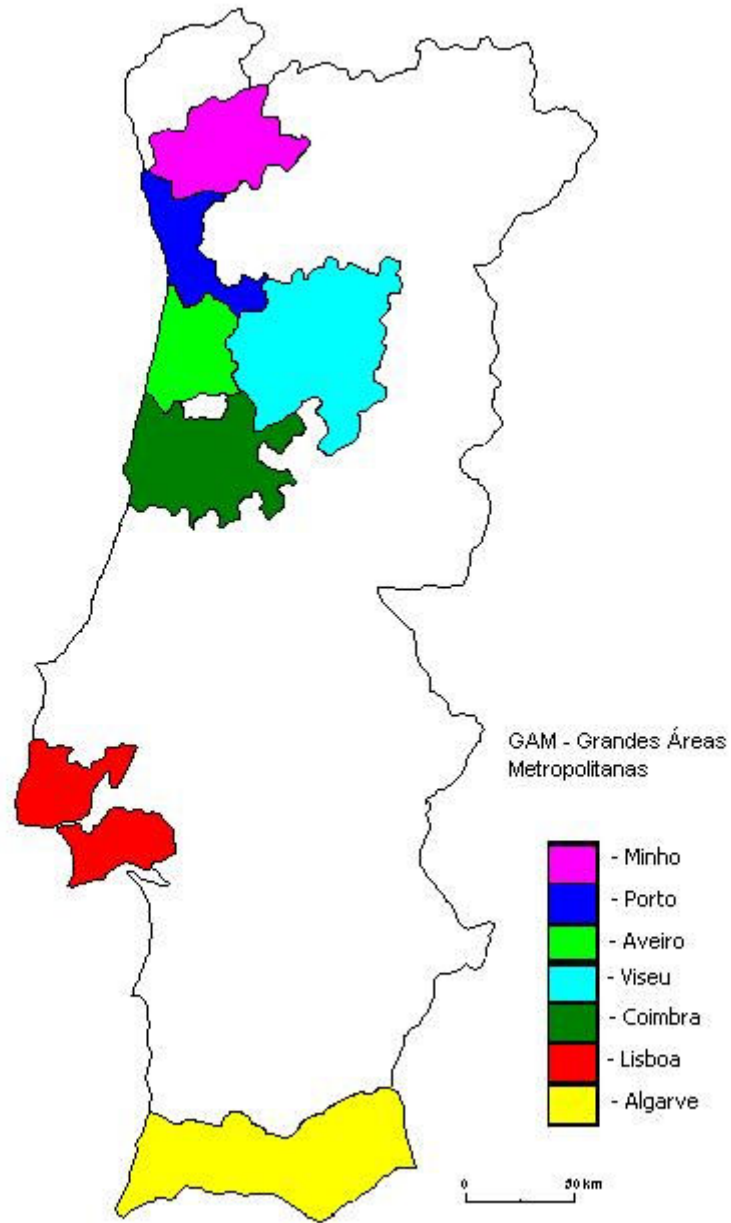 GAM - Grandes Áreas
Metropolitanas
- Minho
- Porto
- Aveiro
- Viseu
- Coimbra
- Lisboa
- Algarve
0 50 km